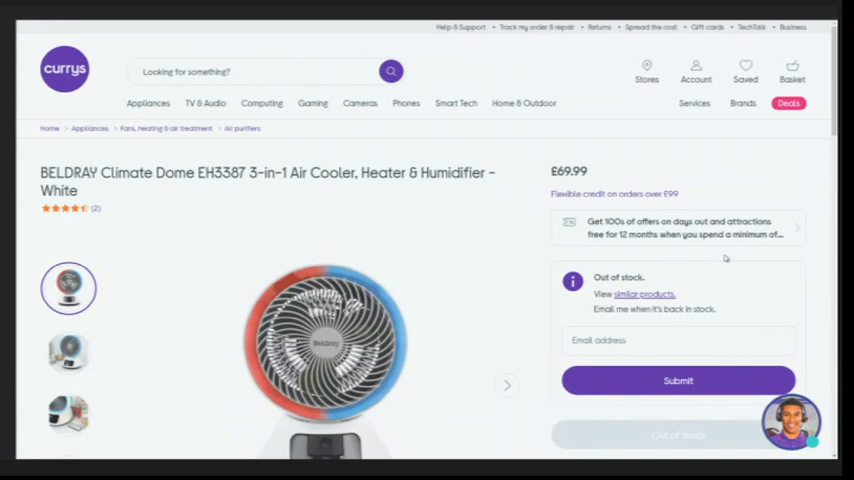 Help & Support • Track my order & repair • Returns • Spread the cost • Gift cards • TechTalk • Business
currys
Looking for something?
Stores Account Saved Basket
Appliances TV & Audio Computing Gaming Cameras Phones Smart Tech Home & Outdoor Services Brands Deals
Home > Appliances > Fans, heating & air treatment > Air purifiers
BELDRAY Climate Dome EH3387 3-in-1 Air Cooler, Heater & Humidifier -
White
(2)
£69.99
Flexible credit on orders over £99
Get 100s of offers on days out and attractions
free for 12 months when you spend a minimum of...
Out of stock.
View similar products.
Email me when it's back in stock.
Email address
Submit
Out of stock
Beldray